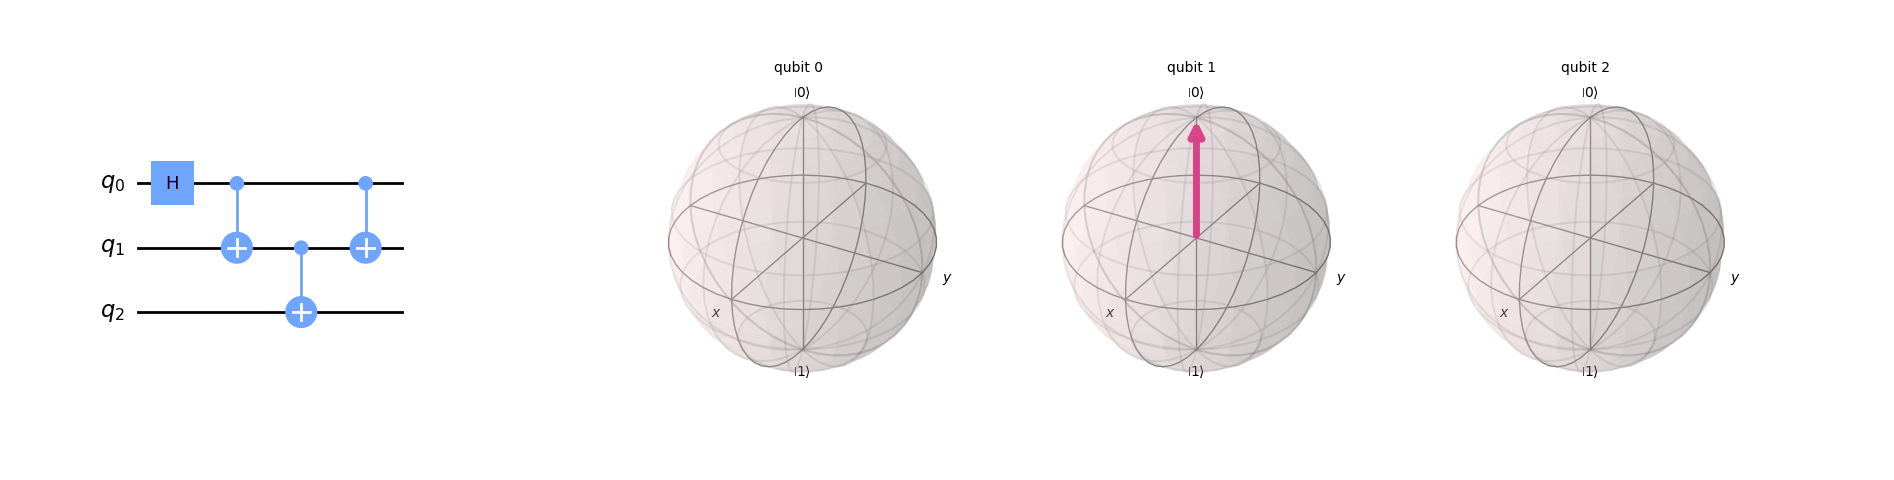 H
q0
q1
q2
qubit 0
|0⟩
x
y
|1⟩
qubit 1
|0⟩
x
y
|1⟩
qubit 2
|0⟩
x
y
|1⟩